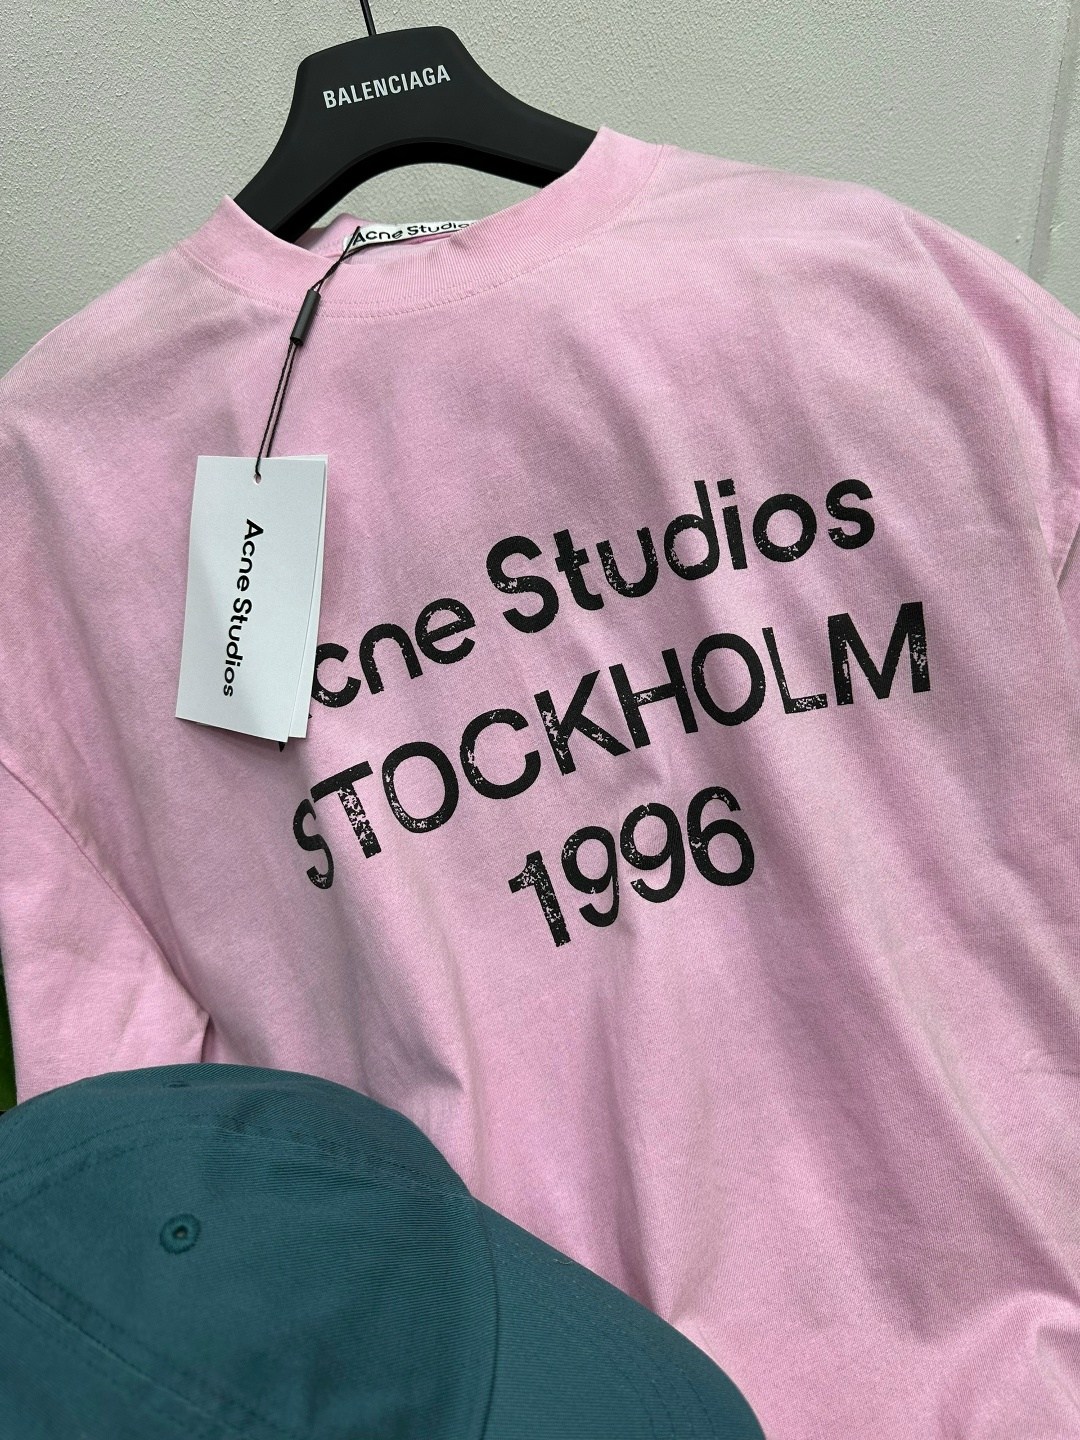 BALENCIAGA
Acne Studios
Acne Studios
Acne Studios
STOCKHOLM
1996